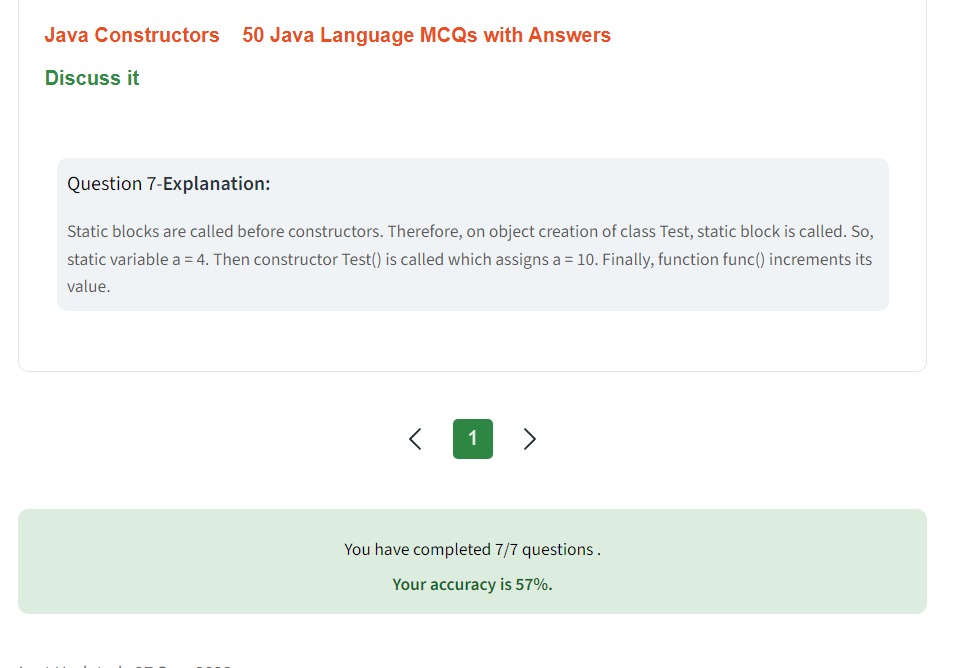 Java Constructors 50 Java Language MCQs with Answers
Discuss it
Question 7-Explanation:
Static blocks are called before constructors. Therefore, on object creation of class Test, static block is called. So,
static variable a = 4. Then constructor Test() is called which assigns a = 10. Finally, function func() increments its
value.
1
You have completed 7/7 questions .
Your accuracy is 57%.